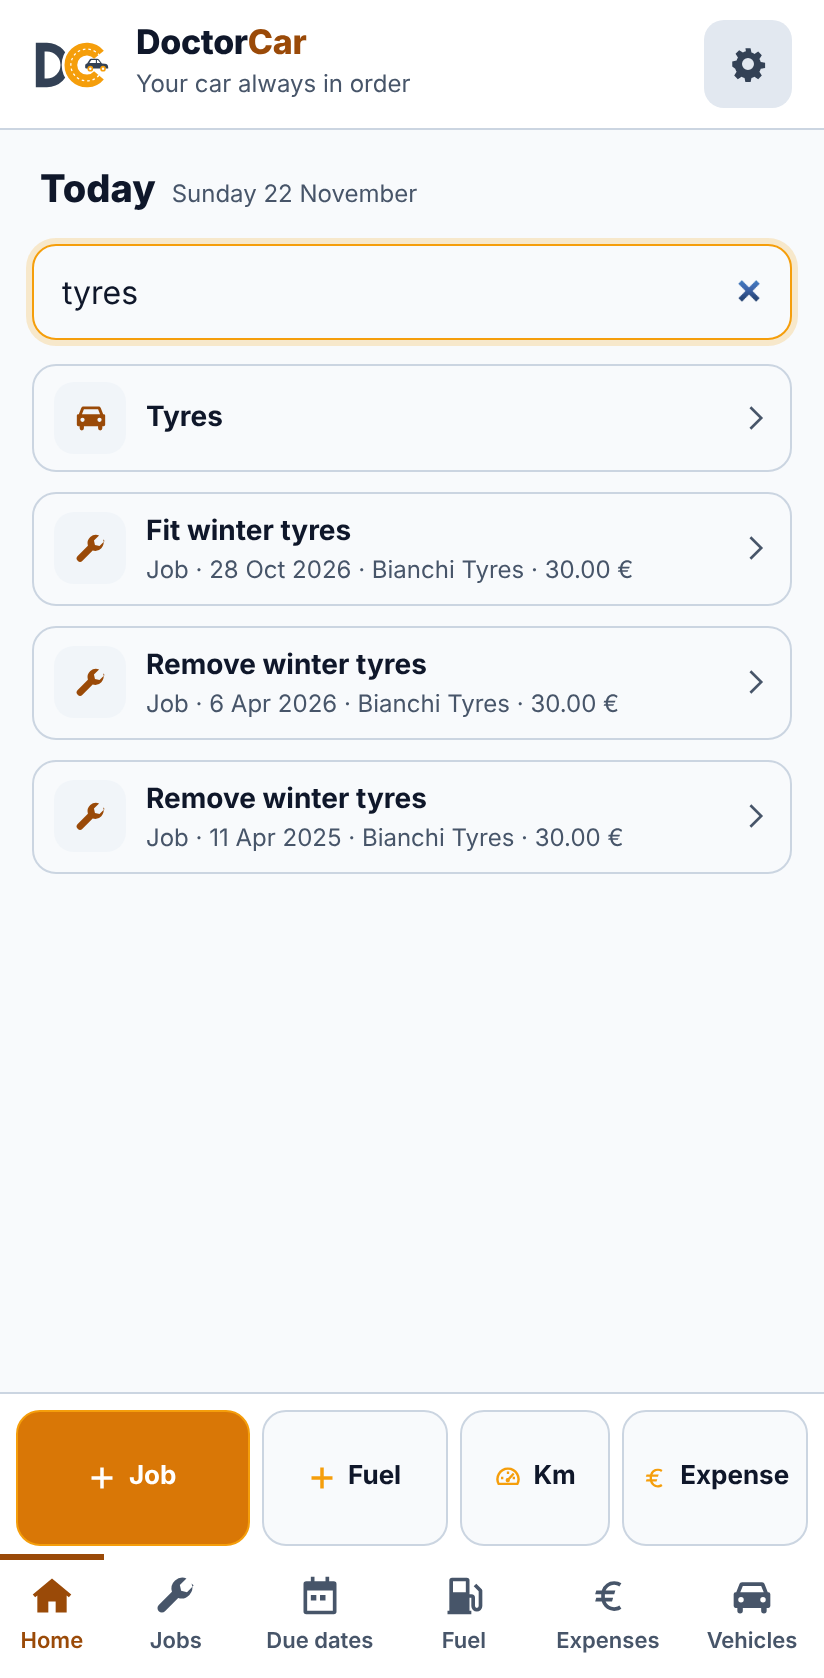 DC
DoctorCar
Your car always in order
Today Sunday 22 November
tyres
Tyres
Fit winter tyres
Job · 28 Oct 2026 · Bianchi Tyres · 30.00 €
Remove winter tyres
Job · 6 Apr 2026 · Bianchi Tyres · 30.00 €
Remove winter tyres
Job · 11 Apr 2025 · Bianchi Tyres · 30.00 €
+ Job + Fuel Km € Expense
Home Jobs Due dates Fuel € Expenses Vehicles